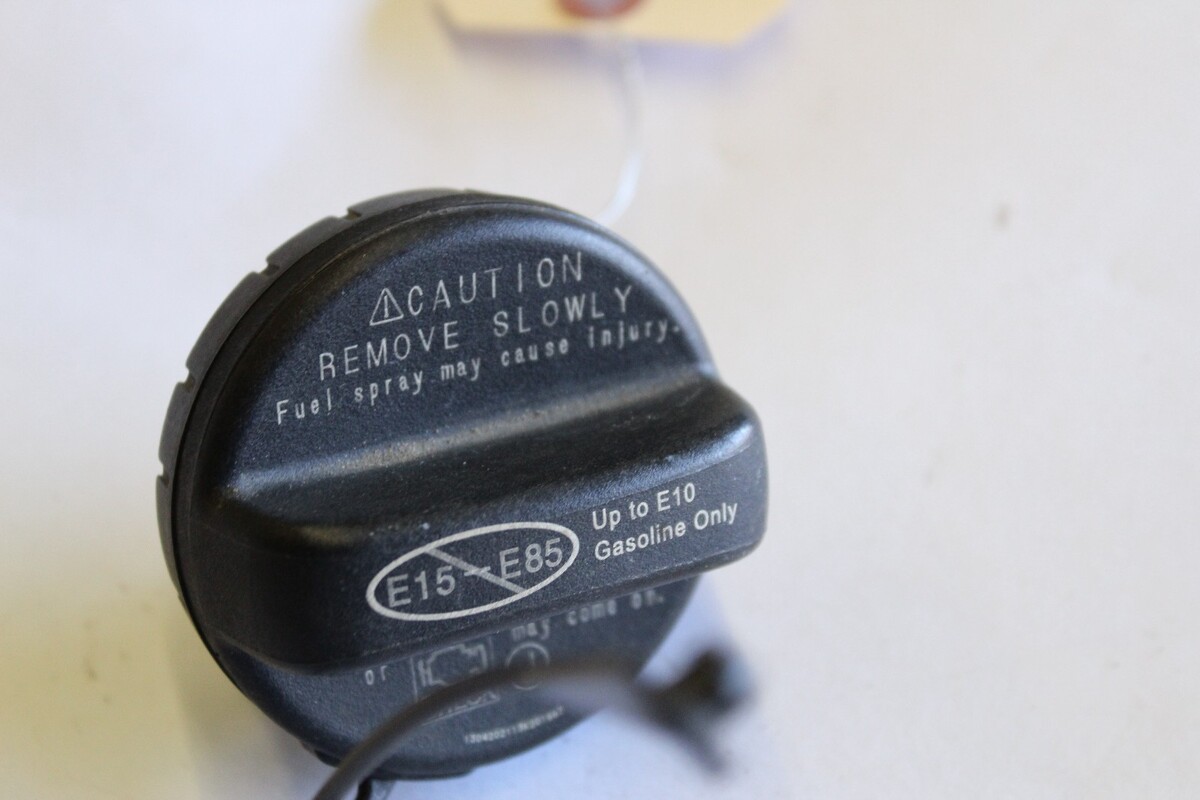 ⚠CAUTION
REMOVE SLOWLY
Fuel spray may cause injury.
E15-E85
Up to E10
Gasoline Only
may come on.
or